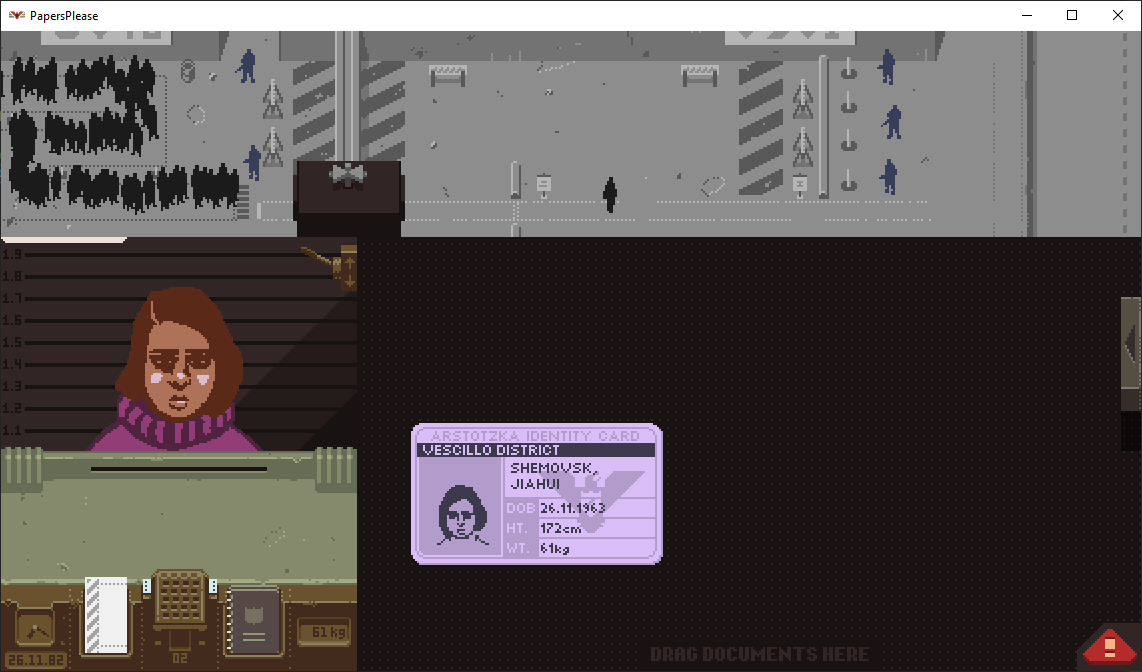 PapersPlease
1.9
1.8
1.7
1.6
1.5
1.4
1.3
1.2
1.1
ARSTOTZKA IDENTITY CARD
VESCILLO DISTRICT
SHEMOVSK,
JIAHUI
DOB 26.11.1963
HT. 172cm
WT. 61kg
61 kg
26.11.82
02
DRAG DOCUMENTS HERE